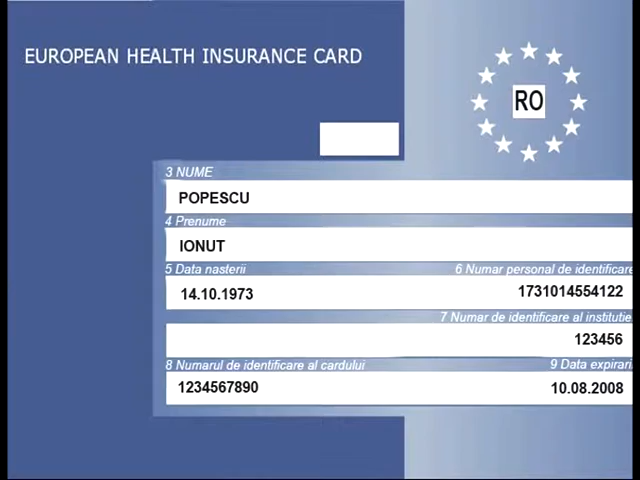 EUROPEAN HEALTH INSURANCE CARD
RO
3 NUME
POPESCU
4 Prenume
IONUT
5 Data nasterii 6 Numar personal de identificare
14.10.1973 1731014554122
7 Numar de identificare al institutie
123456
8 Numarul de identificare al cardului 9 Data expirarii
1234567890 10.08.2008